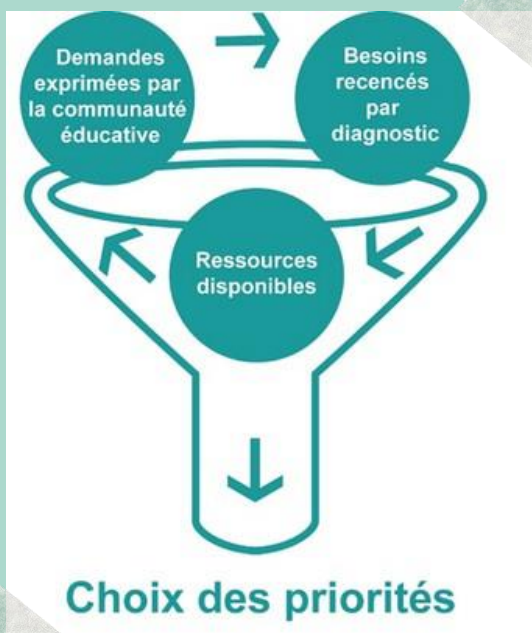 Demandes
exprimées par
la communauté
éducative
Besoins
recencés
par
diagnostic
Ressources
disponibles
Choix des priorités